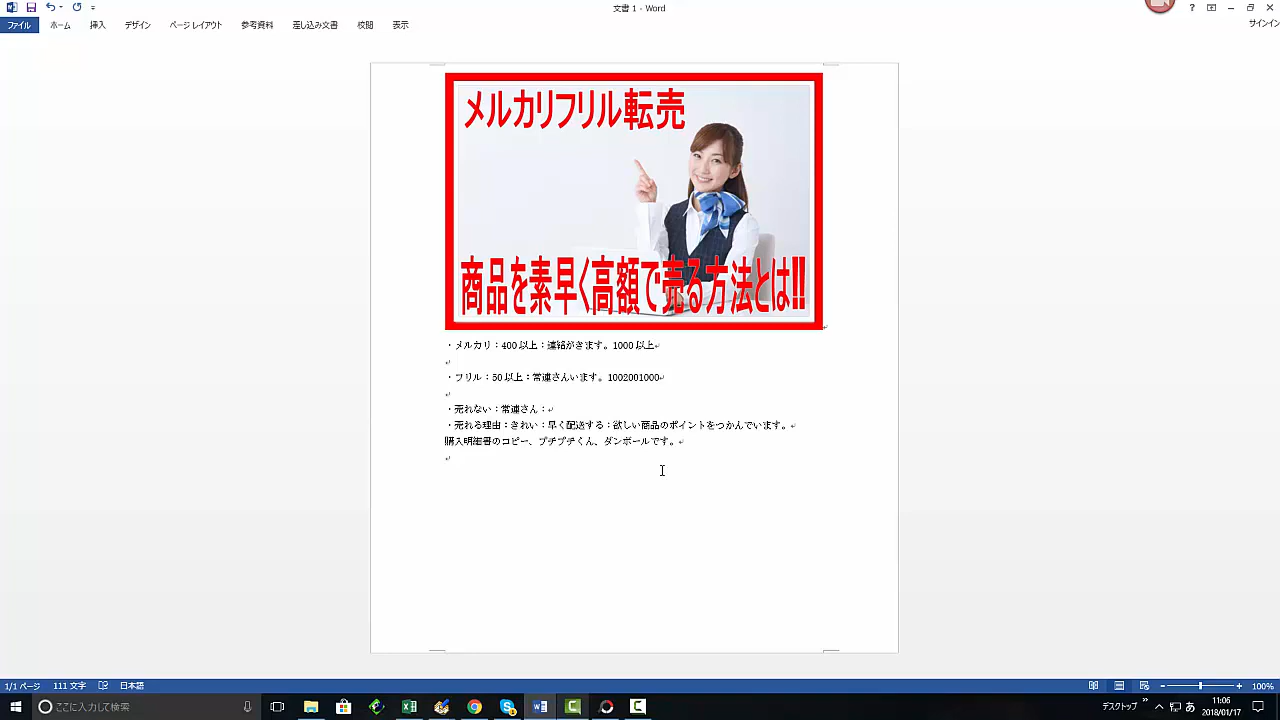 文書 1 - Word
サインイン
ファイル ホーム 挿入 デザイン ページ レイアウト 参考資料 差し込み文書 校閲 表示
メルカリフリル転売
商品を素早く高額で売る方法とは!!
・メルカリ：400 以上：連絡がきます。1000 以上
・フリル：50 以上：常連さんいます。1002001000
・売れない：常連さん：
・売れる理由：きれい：早く配送する：欲しい商品のポイントをつかんでいます。
購入明細書のコピー、プチプチくん、ダンボールです。
1/1 ページ 111 文字 日本語 100%
ここに入力して検索
デスクトップ
あ
11:06
2018/01/17